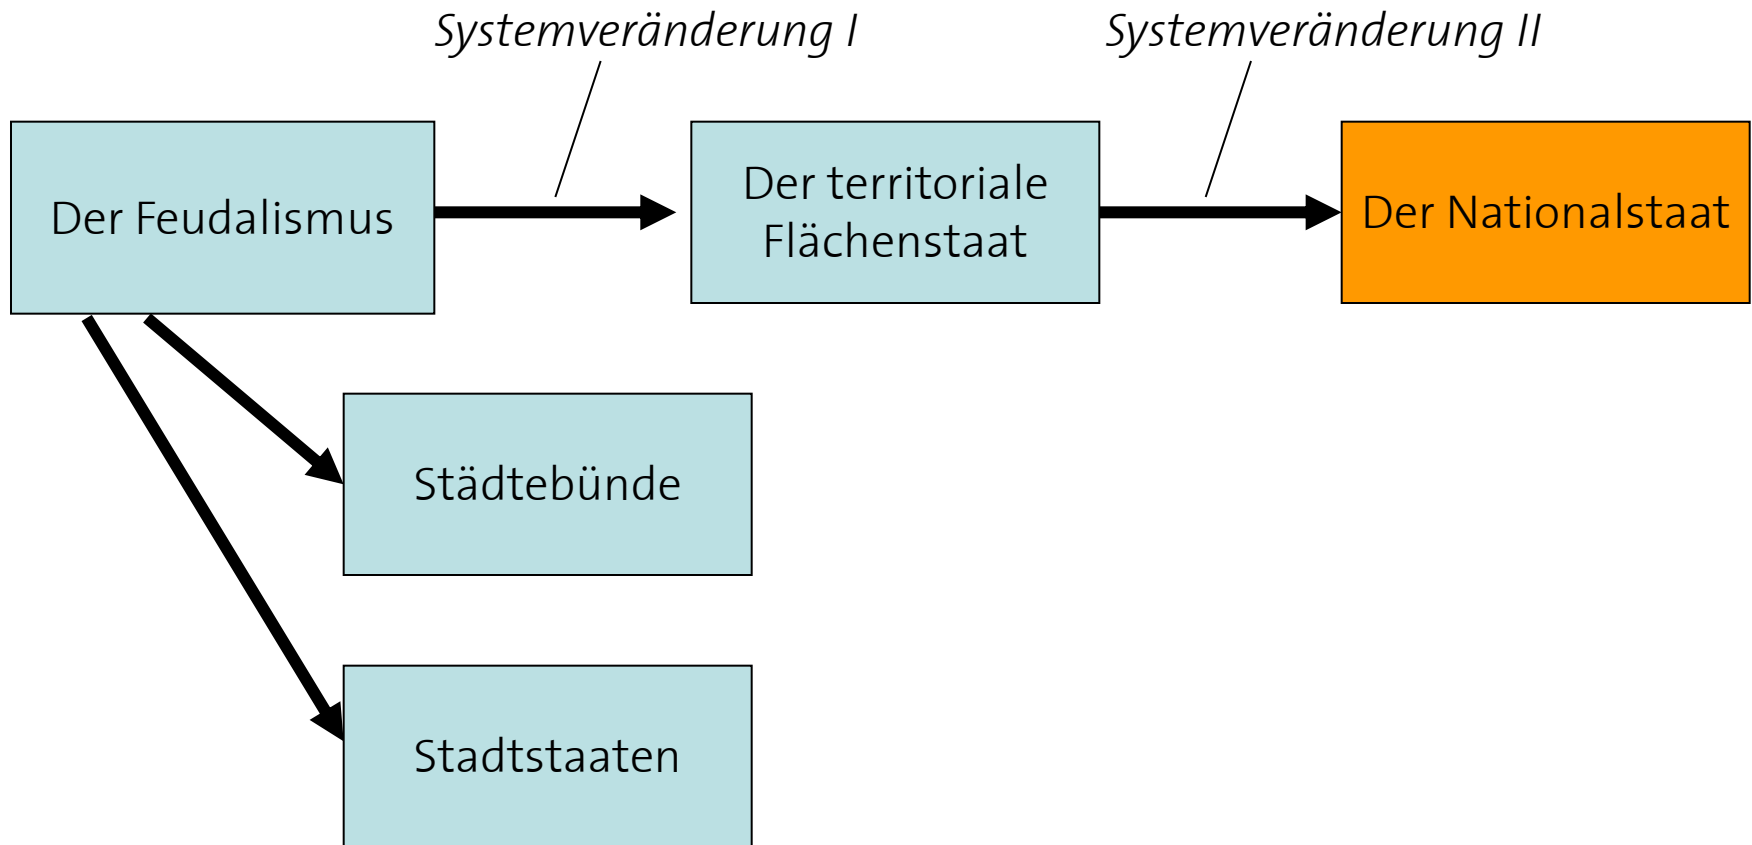 Systemveränderung I
Systemveränderung II
Der Feudalismus
Der territoriale
Flächenstaat
Der Nationalstaat
Städtebünde
Stadtstaaten